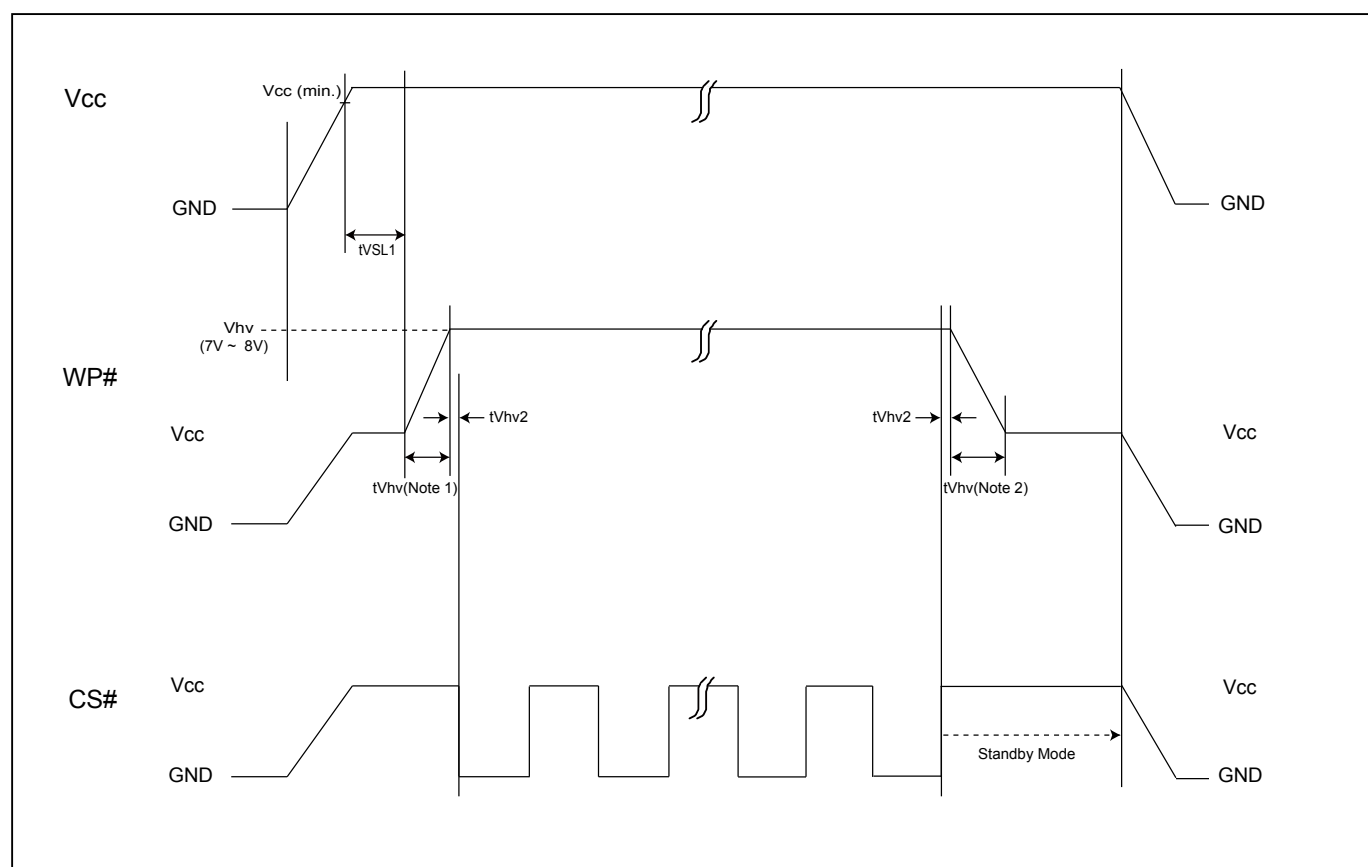 Vcc
Vcc (min.)
GND
GND
tVSL1
Vhv
(7V ~ 8V)
WP#
tVhv2
tVhv2
Vcc
Vcc
tVhv(Note 1)
tVhv(Note 2)
GND
GND
CS#
Vcc
Vcc
Standby Mode
GND
GND